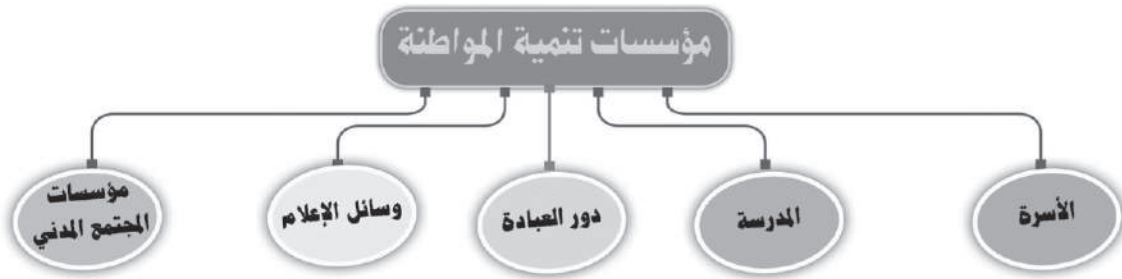 مؤسسات تنمية المواطنة
الأسرة
المدرسة
دور العبادة
وسائل الإعلام
مؤسسات
المجتمع المدني